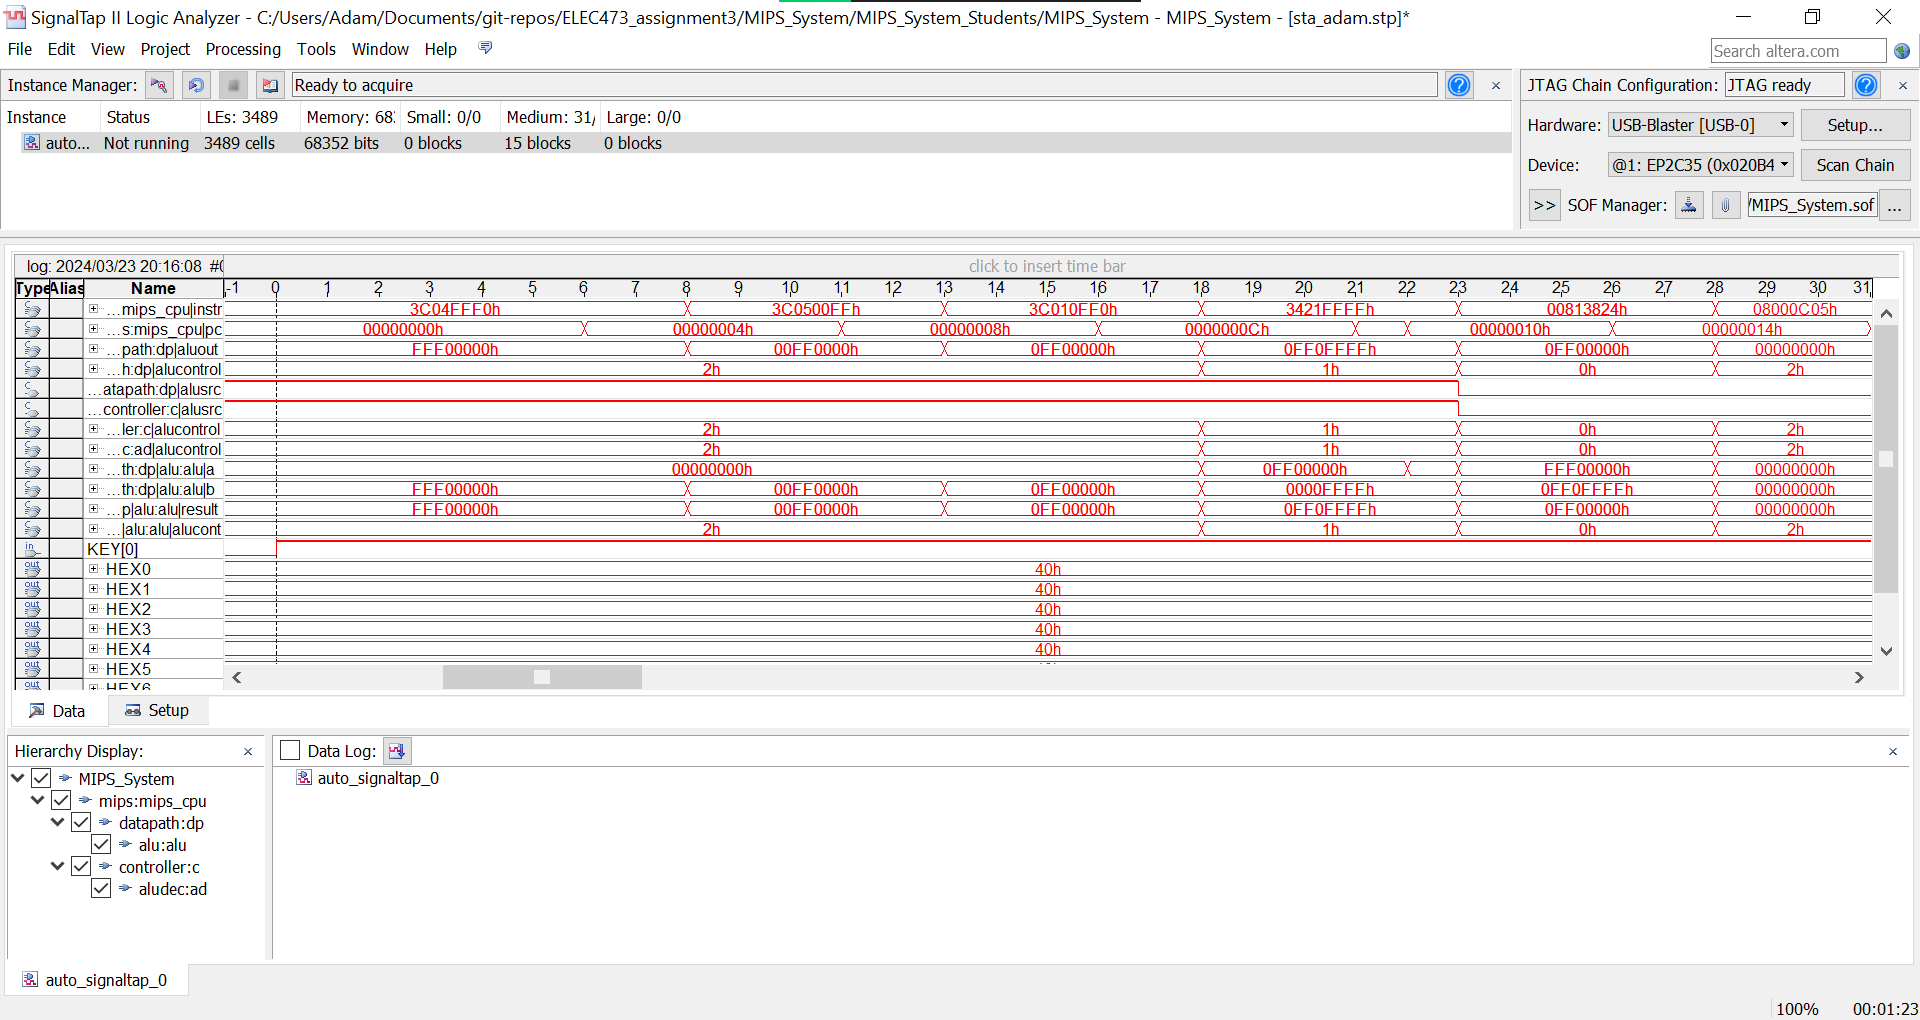 SignalTap II Logic Analyzer - C:/Users/Adam/Documents/git-repos/ELEC473_assignment3/MIPS_System/MIPS_System_Students/MIPS_System - MIPS_System - [sta_adam.stp]*
File Edit View Project Processing Tools Window Help
Search altera.com
Instance Manager: Ready to acquire
Instance Status LEs: 3489 Memory: 68 Small: 0/0 Medium: 31/ Large: 0/0
auto... Not running 3489 cells 68352 bits 0 blocks 15 blocks 0 blocks
JTAG Chain Configuration: JTAG ready
Hardware: USB-Blaster [USB-0] Setup...
Device: @1: EP2C35 (0x020B4 Scan Chain
>> SOF Manager: /MIPS_System.sof ...
log: 2024/03/23 20:16:08 #0 click to insert time bar
Type Alias Name -1 0 1 2 3 4 5 6 7 8 9 10 11 12 13 14 15 16 17 18 19 20 21 22 23 24 25 26 27 28 29 30 31
...mips_cpu|instr 3C04FFF0h 3C0500FFh 3C010FF0h 3421FFFFh 00813824h 08000C05h
...s:mips_cpu|pc 00000000h 00000004h 00000008h 0000000Ch 00000010h 00000014h
...path:dp|aluout FFF00000h 00FF0000h 0FF00000h 0FF0FFFFh 0FF00000h 00000000h
...h:dp|alucontrol 2h 1h 0h 2h
...atapath:dp|alusrc
...controller:c|alusrc
...ler:c|alucontrol 2h 1h 0h 2h
...c:ad|alucontrol 2h 1h 0h 2h
...th:dp|alu:alu|a 00000000h 0FF00000h FFF00000h 00000000h
...th:dp|alu:alu|b FFF00000h 00FF0000h 0FF00000h 0000FFFFh 0FF0FFFFh 00000000h
...p|alu:alu|result FFF00000h 00FF0000h 0FF00000h 0FF0FFFFh 0FF00000h 00000000h
...|alu:alu|alucont 2h 1h 0h 2h
in KEY[0]
out HEX0 40h
out HEX1 40h
out HEX2 40h
out HEX3 40h
out HEX4 40h
out HEX5
out HEX6
Data Setup
Hierarchy Display:
MIPS_System
mips:mips_cpu
datapath:dp
alu:alu
controller:c
aludec:ad
Data Log:
auto_signaltap_0
auto_signaltap_0
100% 00:01:23